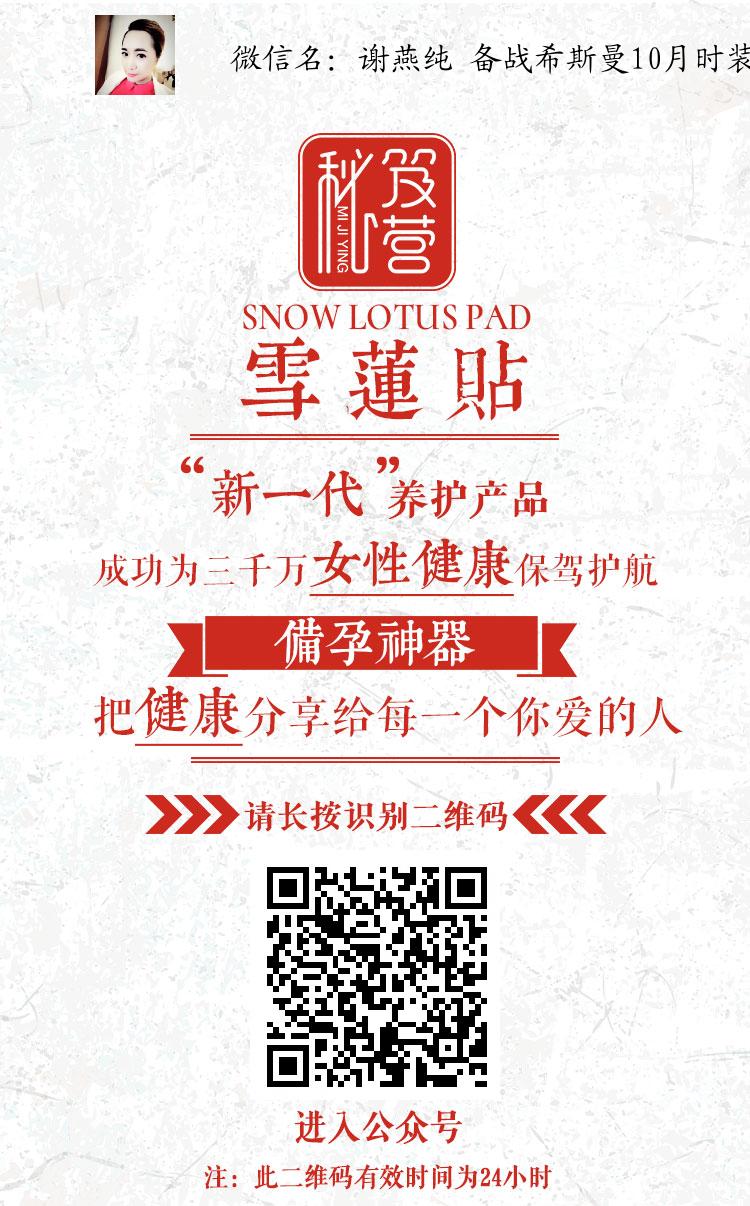 微信名：谢燕纯 备战希斯曼10月时装
秘笈营
MI JI YING
SNOW LOTUS PAD
雪蓮貼
“新一代”养护产品
成功为三千万女性健康保驾护航
備孕神器
把健康分享给每一个你爱的人
请长按识别二维码
进入公众号
注：此二维码有效时间为24小时